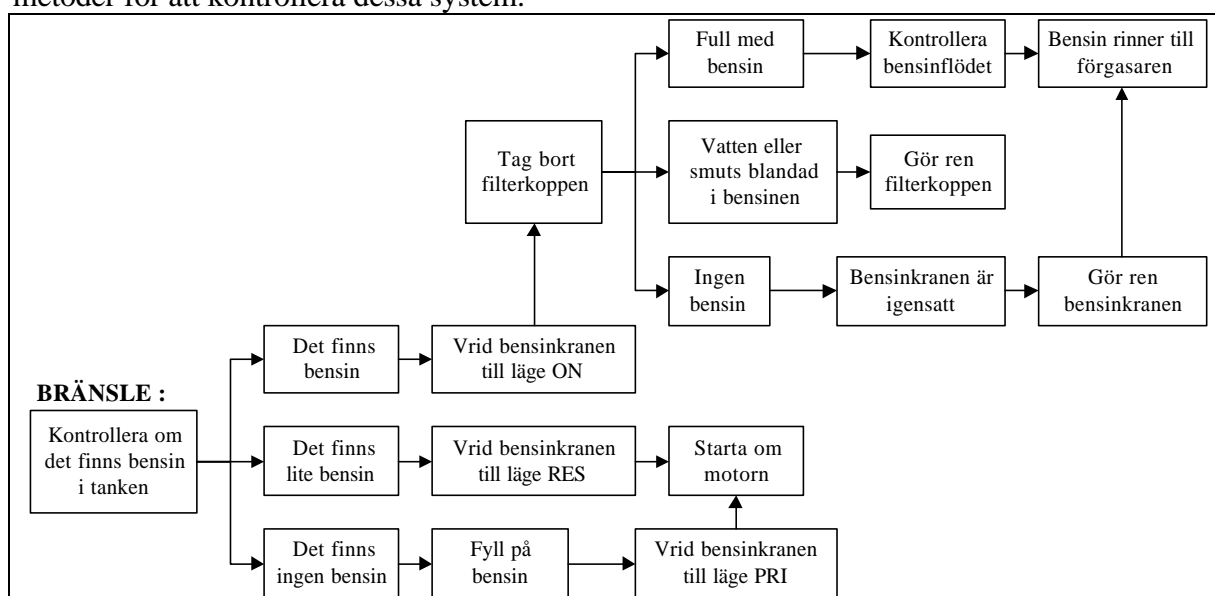 metoder för att kontrollera dessa system.
Full med
bensin
Kontrollera
bensinflödet
Bensin rinner till
förgasaren
Tag bort
filterkoppen
Vatten eller
smuts blandad
i bensinen
Gör ren
filterkoppen
Ingen
bensin
Bensinkranen är
igensatt
Gör ren
bensinkranen
Det finns
bensin
Vrid bensinkranen
till läge ON
BRÄNSLE :
Kontrollera om
det finns bensin
i tanken
Det finns
lite bensin
Vrid bensinkranen
till läge RES
Starta om
motorn
Det finns
ingen bensin
Fyll på
bensin
Vrid bensinkranen
till läge PRI